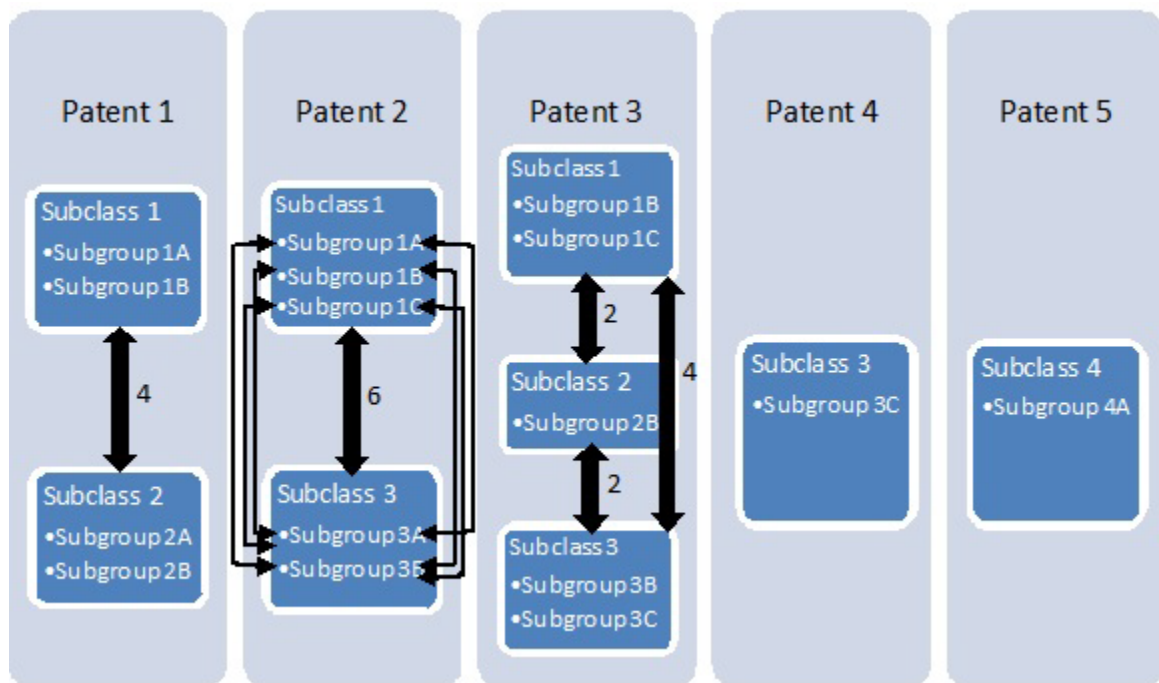 Patent 1
Subclass 1
•Subgroup 1A
•Subgroup 1B
4
Subclass 2
•Subgroup 2A
•Subgroup 2B
Patent 2
Subclass 1
•Subgroup 1A
•Subgroup 1B
•Subgroup 1C
6
Subclass 3
•Subgroup 3A
•Subgroup 3B
Patent 3
Subclass 1
•Subgroup 1B
•Subgroup 1C
2
4
Subclass 2
•Subgroup 2B
2
Subclass 3
•Subgroup 3B
•Subgroup 3C
Patent 4
Subclass 3
•Subgroup 3C
Patent 5
Subclass 4
•Subgroup 4A